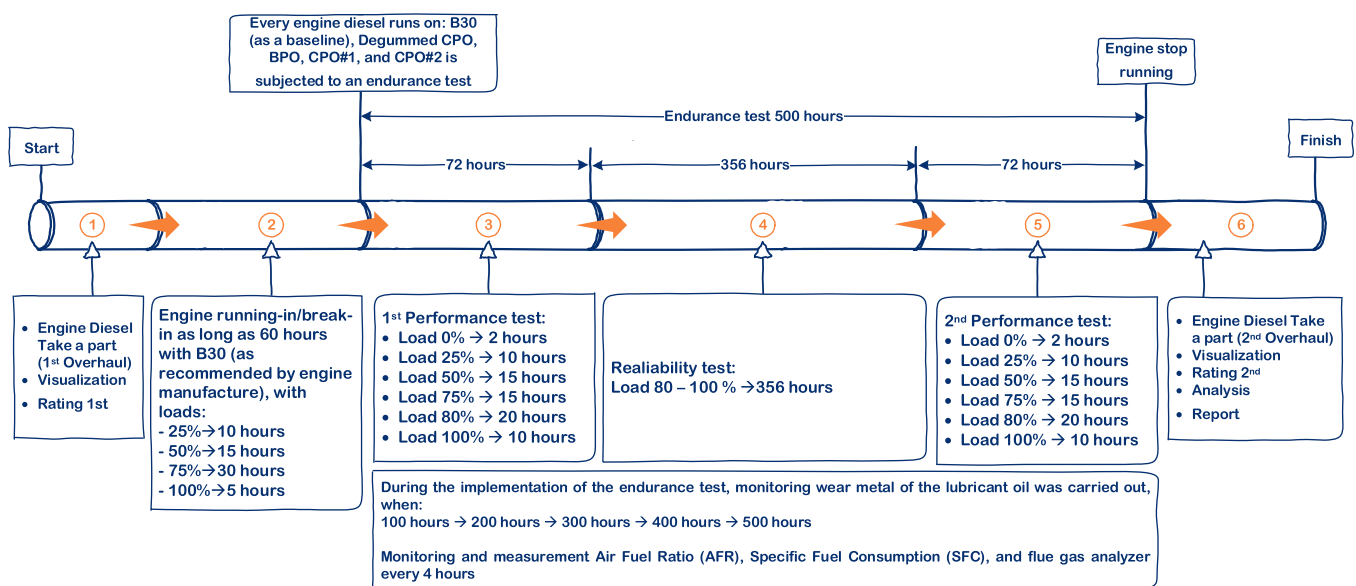 Every engine diesel runs on: B30
(as a baseline), Degummed CPO,
BPO, CPO#1, and CPO#2 is
subjected to an endurance test
Engine stop
running
Endurance test 500 hours
Start
Finish
72 hours
356 hours
72 hours
1
2
3
4
5
6
• Engine Diesel
Take a part
(1st Overhaul)
• Visualization
• Rating 1st
Engine running-in/break-
in as long as 60 hours
with B30 (as
recommended by engine
manufacture), with
loads:
- 25%→10 hours
- 50%→15 hours
- 75%→30 hours
- 100%→5 hours
1st Performance test:
• Load 0% → 2 hours
• Load 25% → 10 hours
• Load 50% → 15 hours
• Load 75% → 15 hours
• Load 80% → 20 hours
• Load 100% → 10 hours
Realiability test:
Load 80 – 100 % →356 hours
2nd Performance test:
• Load 0% → 2 hours
• Load 25% → 10 hours
• Load 50% → 15 hours
• Load 75% → 15 hours
• Load 80% → 20 hours
• Load 100% → 10 hours
• Engine Diesel Take
a part (2nd Overhaul)
• Visualization
• Rating 2nd
• Analysis
• Report
During the implementation of the endurance test, monitoring wear metal of the lubricant oil was carried out,
when:
100 hours → 200 hours → 300 hours → 400 hours → 500 hours
Monitoring and measurement Air Fuel Ratio (AFR), Specific Fuel Consumption (SFC), and flue gas analyzer
every 4 hours